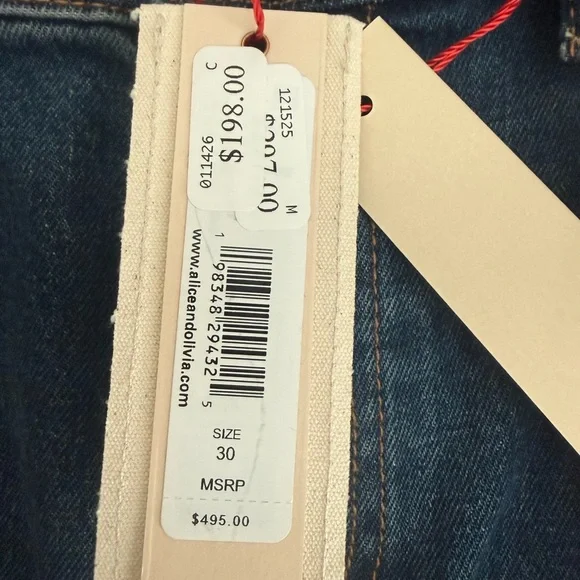 C
$198.00
011426
121525
M
www.aliceandolivia.com
1 98348 29432 5
SIZE
30
MSRP
$495.00